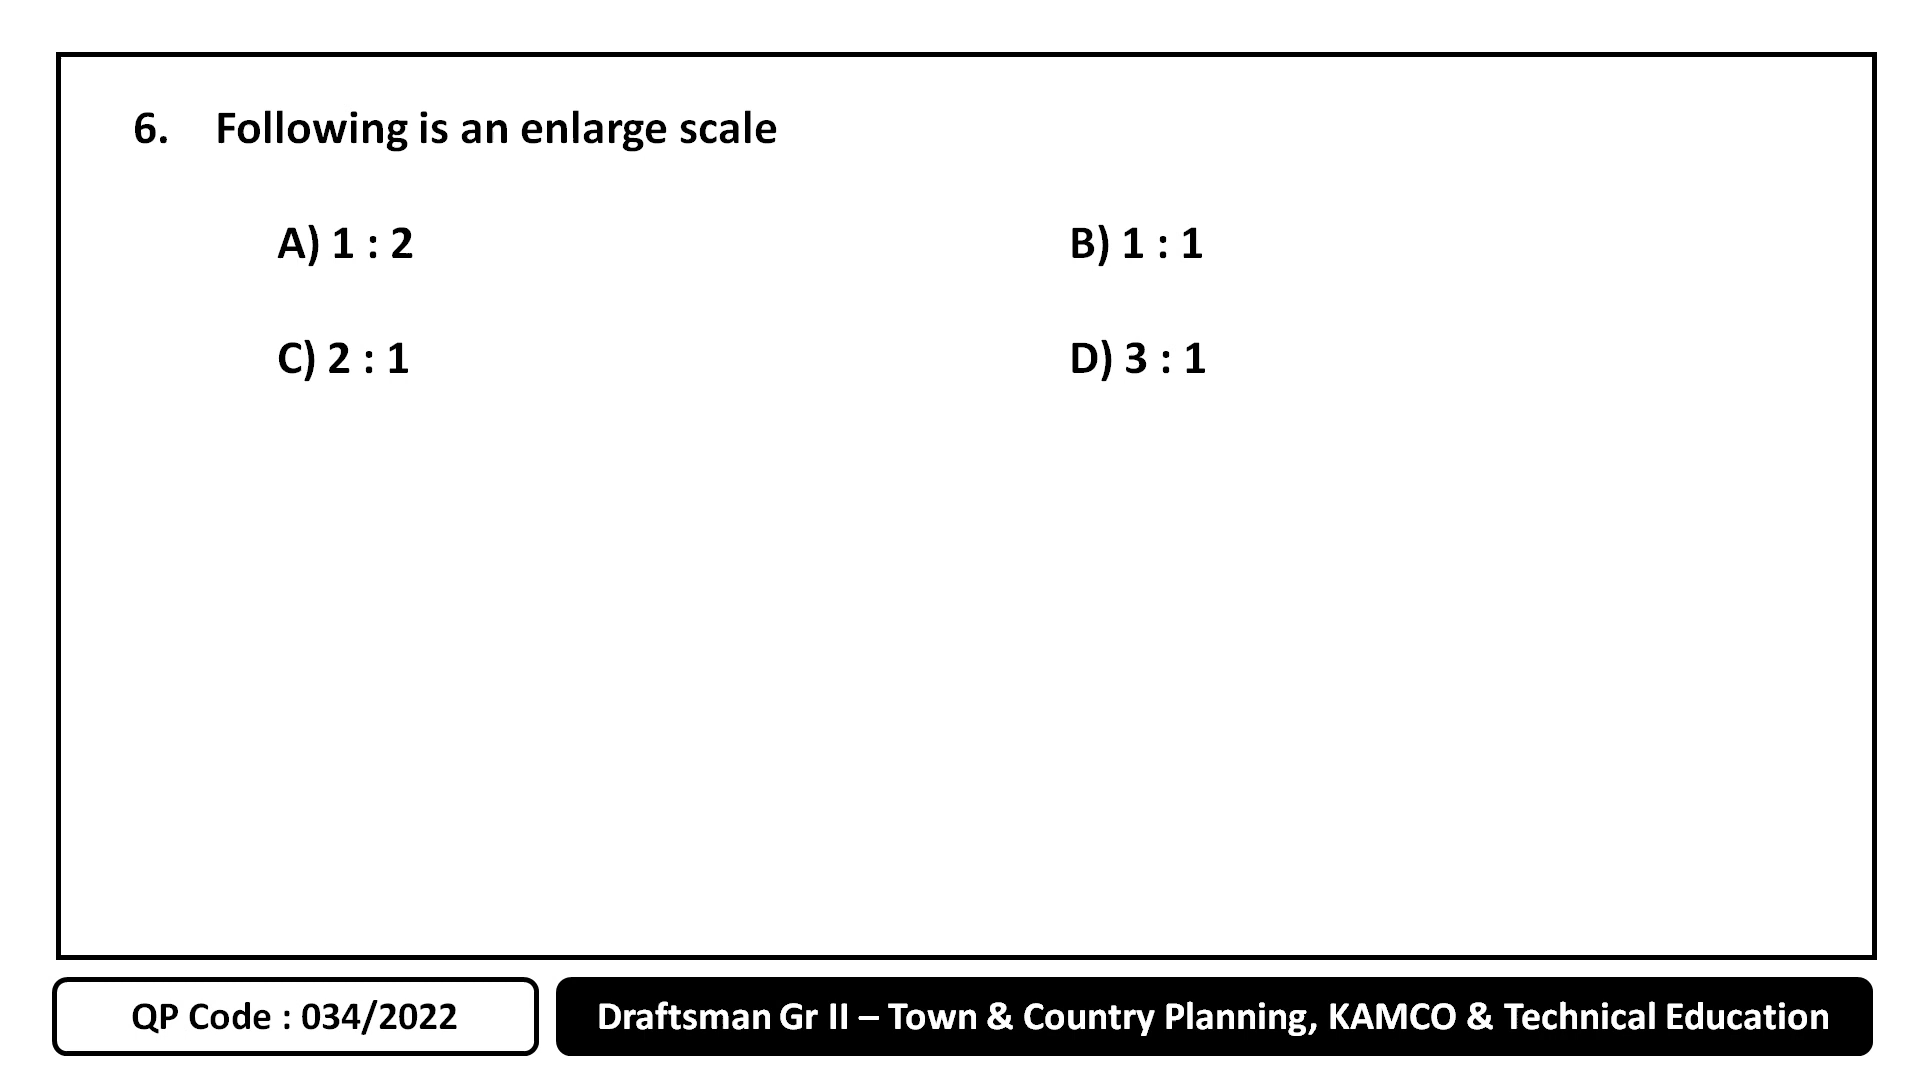 6. Following is an enlarge scale
A) 1 : 2 B) 1 : 1
C) 2 : 1 D) 3 : 1
QP Code : 034/2022 Draftsman Gr II – Town & Country Planning, KAMCO & Technical Education